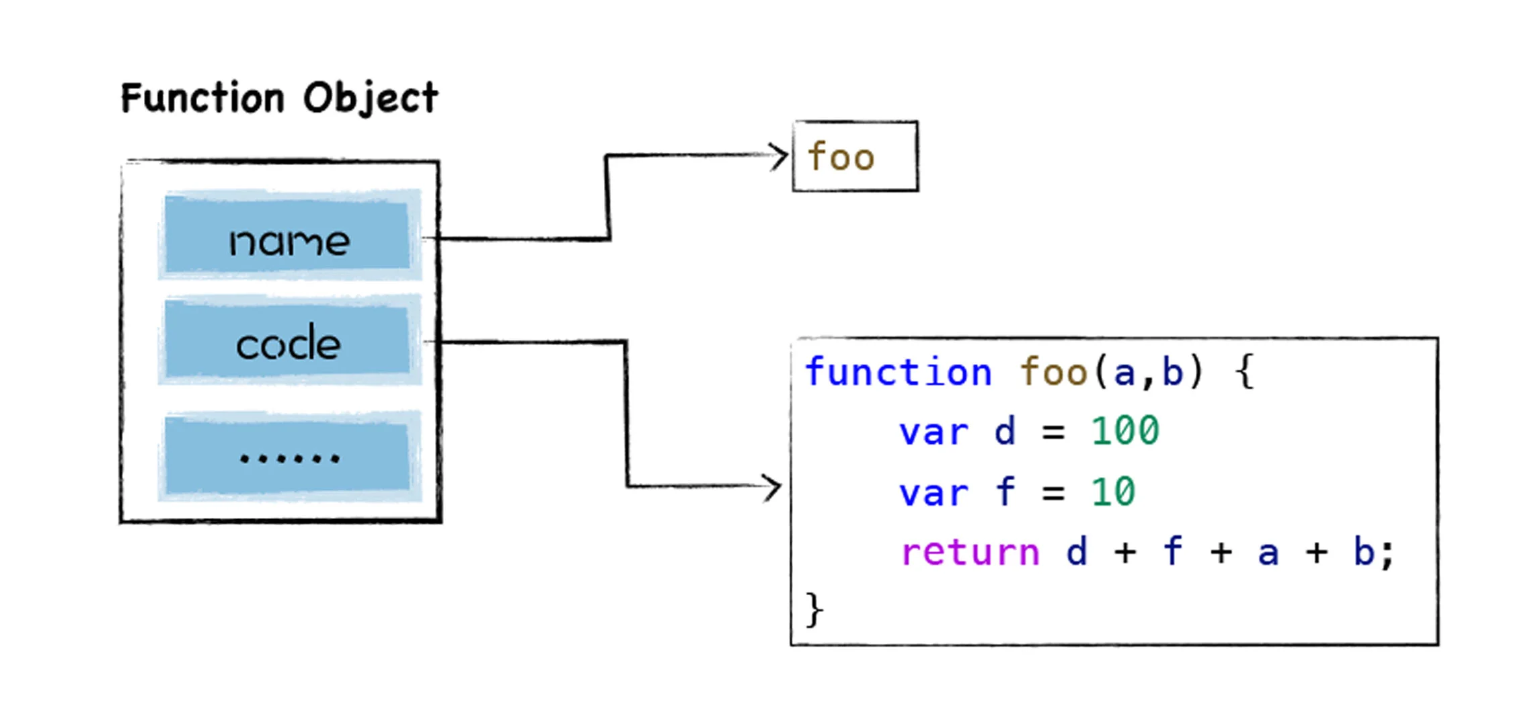 Function Object
name
code
......
foo
function foo(a,b) {
    var d = 100
    var f = 10
    return d + f + a + b;
}